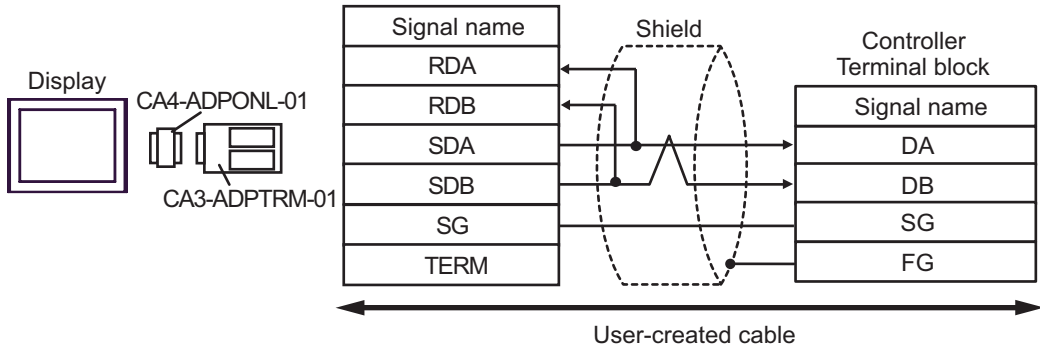 Display
CA4-ADPONL-01
CA3-ADPTRM-01
Signal name
RDA
RDB
SDA
SDB
SG
TERM
Shield
Controller
Terminal block
Signal name
DA
DB
SG
FG
User-created cable